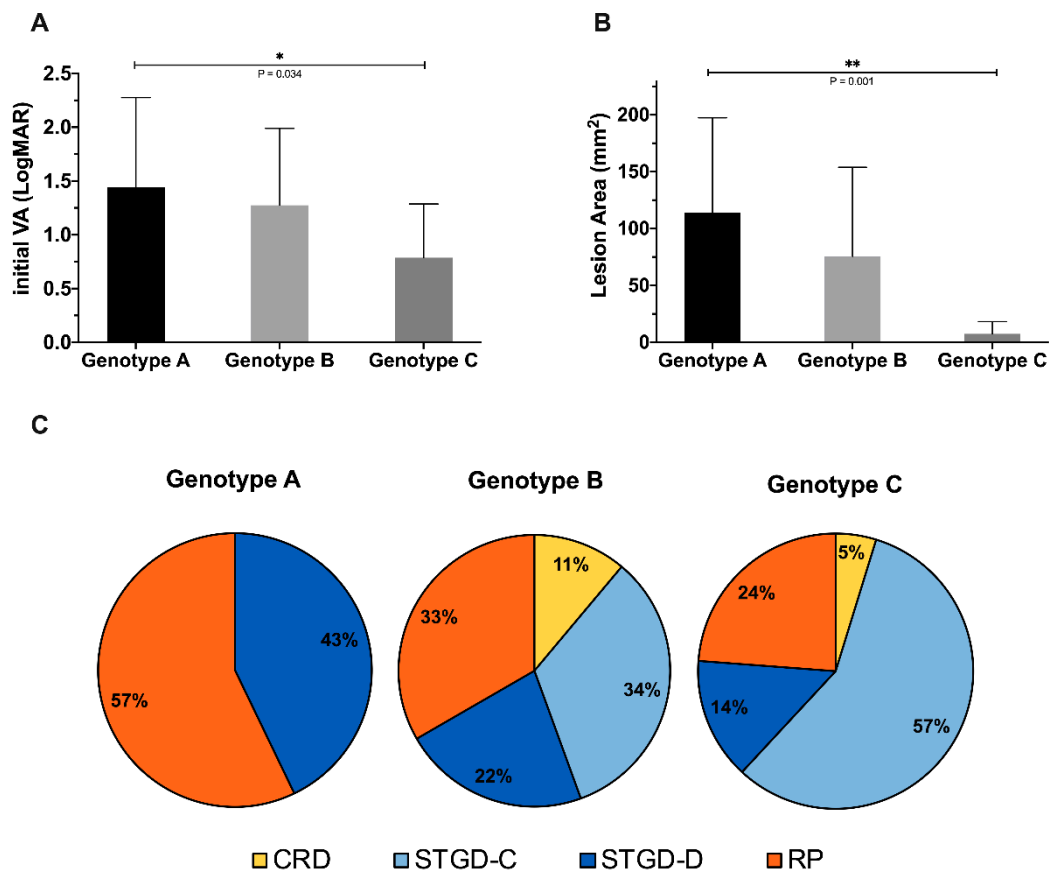 A
*
P = 0.034
initial VA (LogMAR)
2.5
2.0
1.5
1.0
0.5
0.0
Genotype A Genotype B Genotype C
B
**
P = 0.001
Lesion Area (mm²)
200
150
100
50
0
Genotype A Genotype B Genotype C
C
Genotype A
43%
57%
Genotype B
11%
33%
34%
22%
Genotype C
5%
24%
14%
57%
CRD STGD-C STGD-D RP